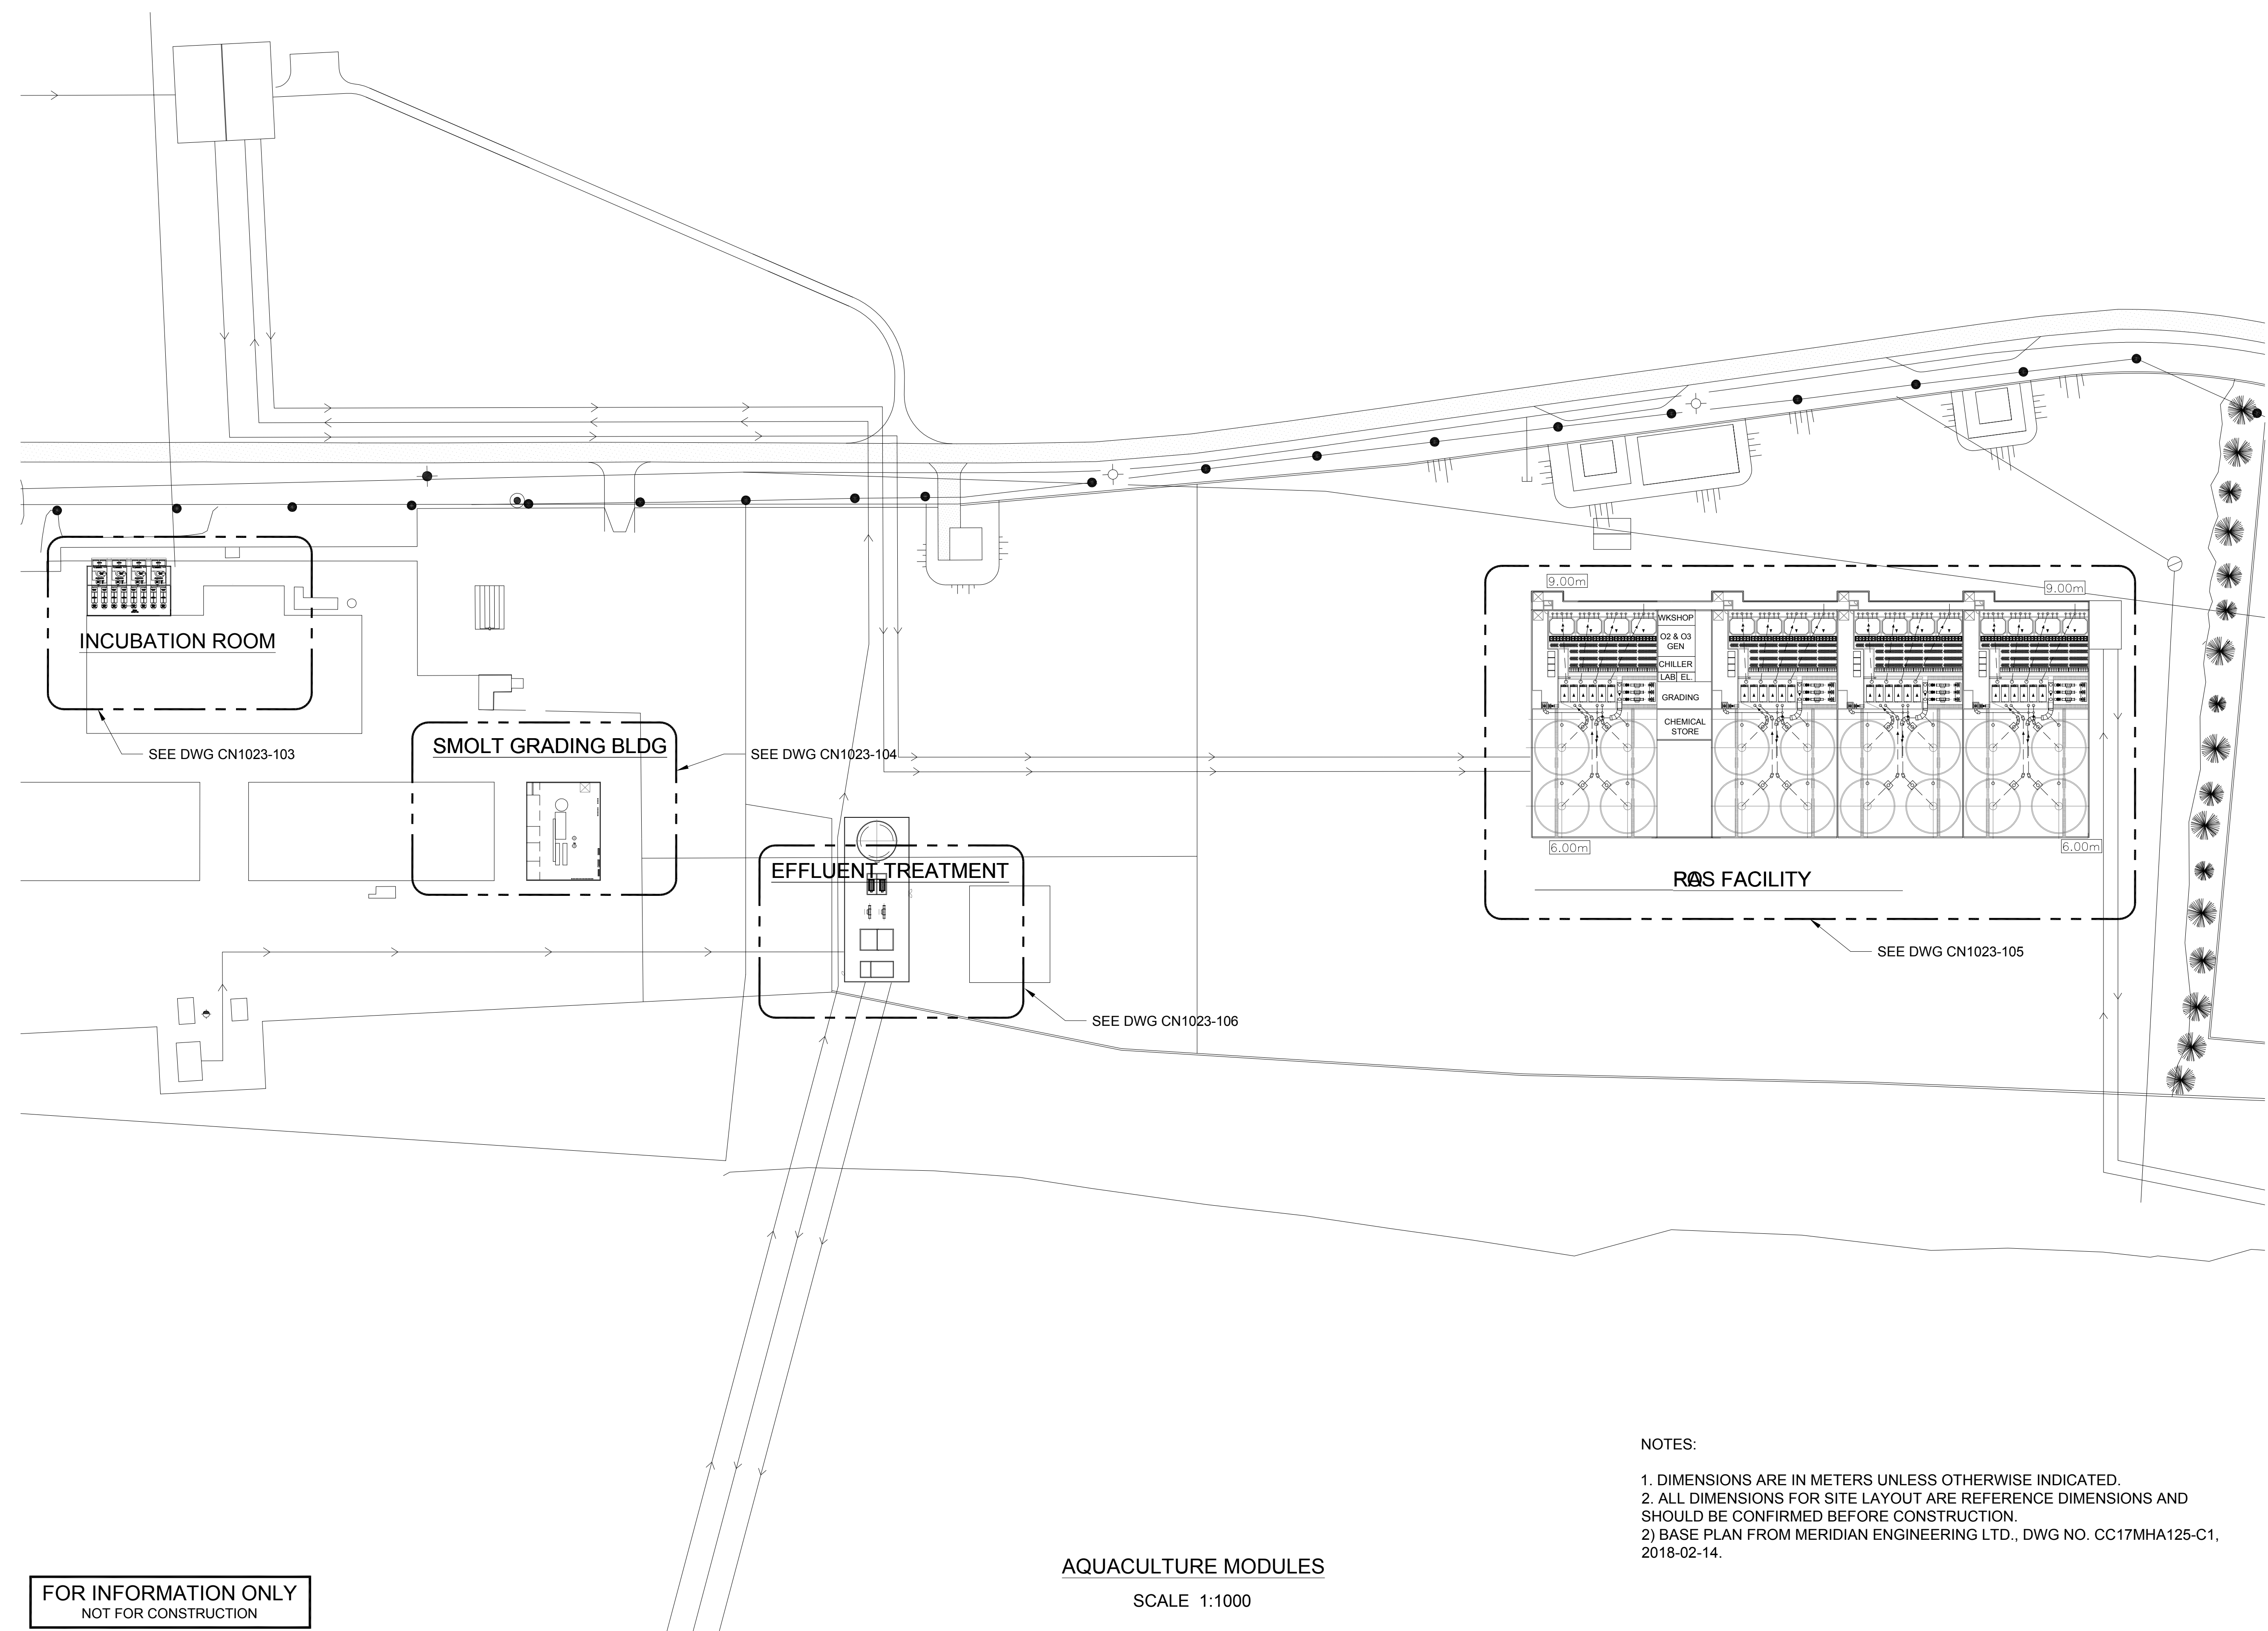 9.00m
9.00m
WKSHOP
O2 & O3
GEN
CHILLER
LAB EL.
GRADING
CHEMICAL
STORE
6.00m
6.00m
INCUBATION ROOM
SEE DWG CN1023-103
SMOLT GRADING BLDG
SEE DWG CN1023-104
EFFLUENT TREATMENT
SEE DWG CN1023-106
RAS FACILITY
SEE DWG CN1023-105
NOTES:
1. DIMENSIONS ARE IN METERS UNLESS OTHERWISE INDICATED.
2. ALL DIMENSIONS FOR SITE LAYOUT ARE REFERENCE DIMENSIONS AND
SHOULD BE CONFIRMED BEFORE CONSTRUCTION.
2) BASE PLAN FROM MERIDIAN ENGINEERING LTD., DWG NO. CC17MHA125-C1,
2018-02-14.
AQUACULTURE MODULES
SCALE 1:1000
FOR INFORMATION ONLY
NOT FOR CONSTRUCTION